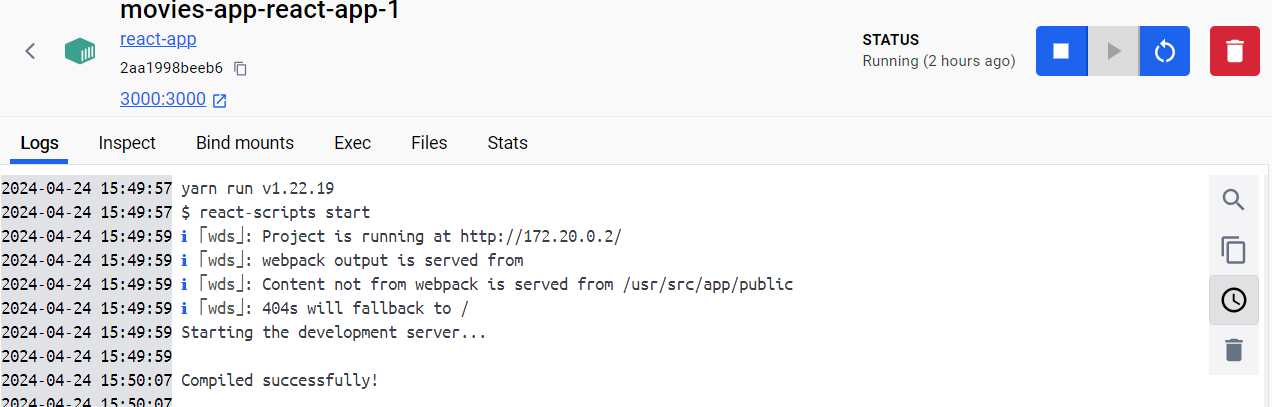 movies-app-react-app-1
react-app
2aa1998beeb6
3000:3000
STATUS
Running (2 hours ago)
Logs Inspect Bind mounts Exec Files Stats
2024-04-24 15:49:57 yarn run v1.22.19
2024-04-24 15:49:57 $ react-scripts start
2024-04-24 15:49:59 ℹ 「wds」: Project is running at http://172.20.0.2/
2024-04-24 15:49:59 ℹ 「wds」: webpack output is served from
2024-04-24 15:49:59 ℹ 「wds」: Content not from webpack is served from /usr/src/app/public
2024-04-24 15:49:59 ℹ 「wds」: 404s will fallback to /
2024-04-24 15:49:59 Starting the development server...
2024-04-24 15:49:59
2024-04-24 15:50:07 Compiled successfully!
2024-04-24 15:50:07